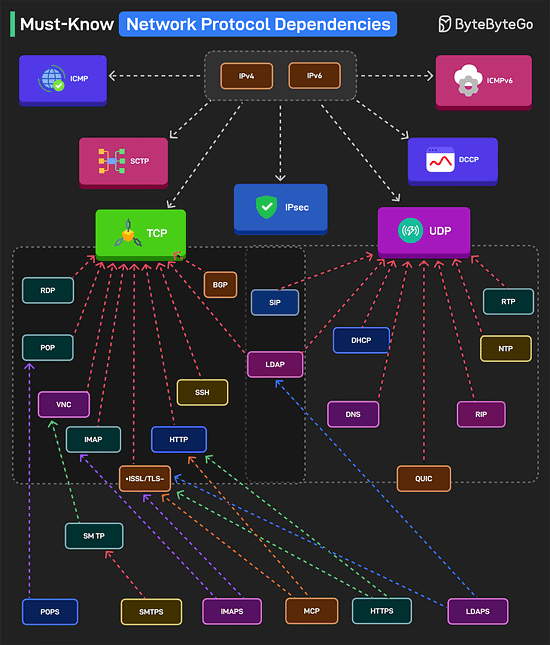 Must-Know Network Protocol Dependencies
ByteByteGo
IPv4
IPv6
ICMP
ICMPv6
SCTP
DCCP
IPsec
TCP
UDP
RDP
BGP
SIP
RTP
POP
LDAP
DHCP
NTP
VNC
SSH
DNS
RIP
IMAP
HTTP
•ISSL/TLS-
QUIC
SM TP
POPS
SMTPS
IMAPS
MCP
HTTPS
LDAPS